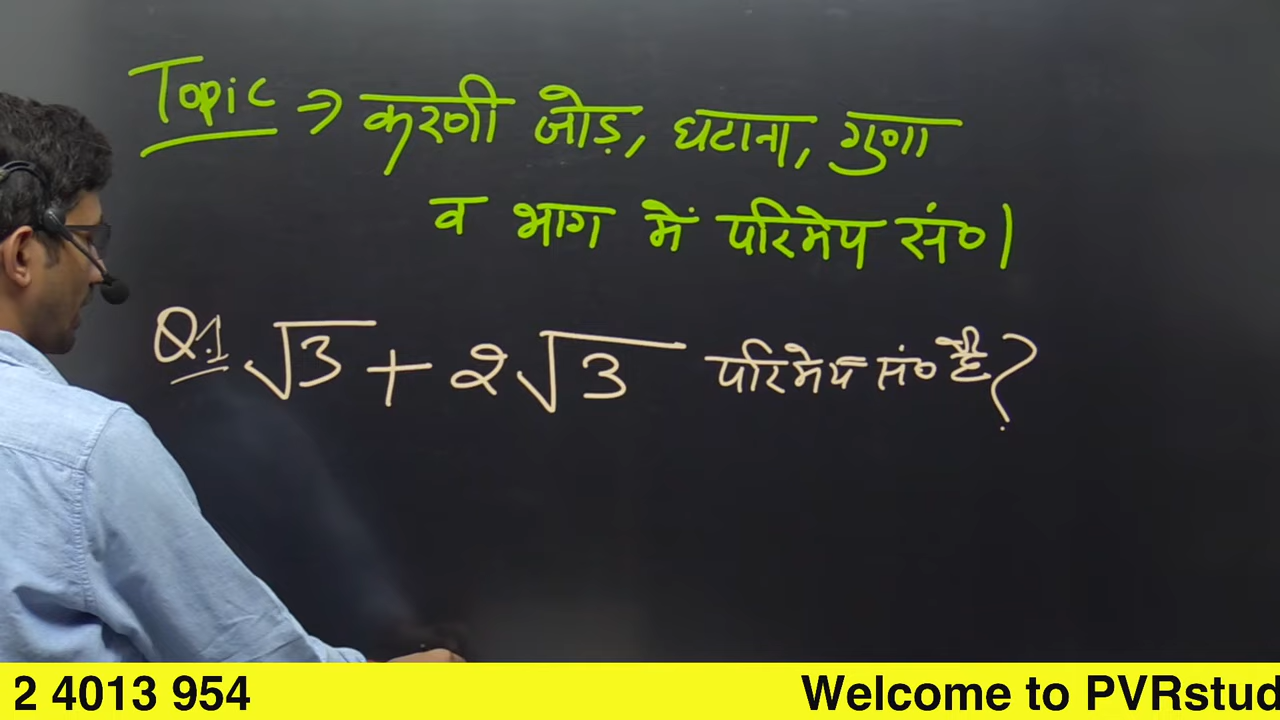 Topic ⇒ करणी जोड़, घटाना, गुणा
व भाग में परिमेय सं०।
Q.1 √3 + 2√3 परिमेय सं० है?
2 4013 954 Welcome to PVRstud